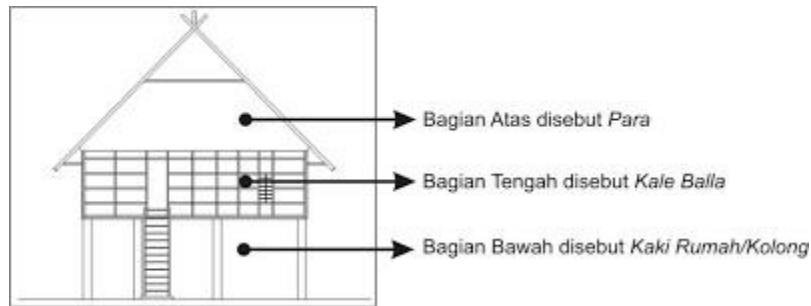 Bagian Atas disebut Para
Bagian Tengah disebut Kale Balla
Bagian Bawah disebut Kaki Rumah/Kolong